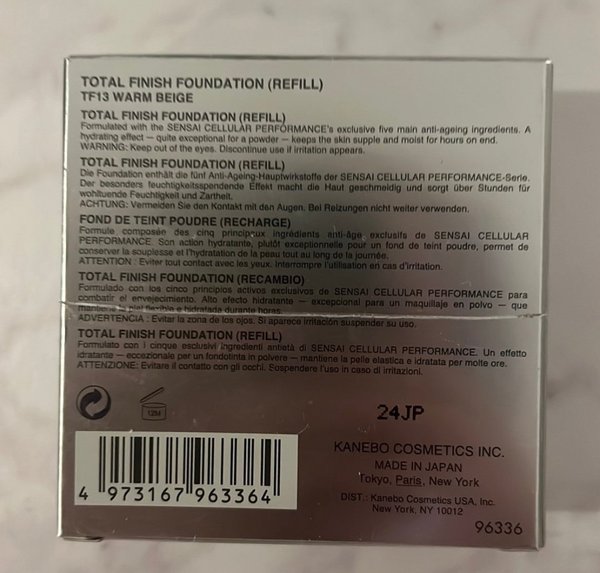 TOTAL FINISH FOUNDATION (REFILL)
TF13 WARM BEIGE
TOTAL FINISH FOUNDATION (REFILL)
Formulated with the SENSAI CELLULAR PERFORMANCE's exclusive five main anti-ageing ingredients. A
hydrating effect — quite exceptional for a powder — keeps the skin supple and moist for hours on end.
WARNING: Keep out of the eyes. Discontinue use if irritation appears.
TOTAL FINISH FOUNDATION (REFILL)
Die Foundation enthält die fünf Anti-Ageing-Hauptwirkstoffe der SENSAI CELLULAR PERFORMANCE-Serie.
Der besonders feuchtigkeitsspendende Effekt macht die Haut geschmeidig und sorgt über Stunden für
wohltuende Feuchtigkeit und Zartheit.
ACHTUNG: Vermeiden Sie den Kontakt mit den Augen. Bei Reizungen nicht weiter verwenden.
FOND DE TEINT POUDRE (RECHARGE)
Formule composée des cinq principaux ingrédients anti-âge exclusifs de SENSAI CELLULAR
PERFORMANCE. Son action hydratante, plutôt exceptionnelle pour un fond de teint poudre, permet de
conserver la souplesse et l'hydratation de la peau tout au long de la journée.
ATTENTION : Eviter tout contact avec les yeux. Interrompre l'utilisation en cas d'irritation.
TOTAL FINISH FOUNDATION (RECAMBIO)
Formulado con los cinco principios activos exclusivos de SENSAI CELLULAR PERFORMANCE para
combatir el envejecimiento. Alto efecto hidratante — excepcional para un maquillaje en polvo — que
mantiene la piel flexible e hidratada durante horas.
ADVERTENCIA : Evitar la zona de los ojos. Si aparece irritación suspender su uso.
TOTAL FINISH FOUNDATION (REFILL)
Formulato con i cinque esclusivi ingredienti antietà di SENSAI CELLULAR PERFORMANCE. Un effetto
idratante — eccezionale per un fondotinta in polvere — mantiene la pelle elastica e idratata per molte ore.
ATTENZIONE: Evitare il contatto con gli occhi. Suspendere l'uso in caso di irritazioni.
12M
24JP
4 973167 963364
KANEBO COSMETICS INC.
MADE IN JAPAN
Tokyo, Paris, New York
DIST.: Kanebo Cosmetics USA, Inc.
New York, NY 10012
96336